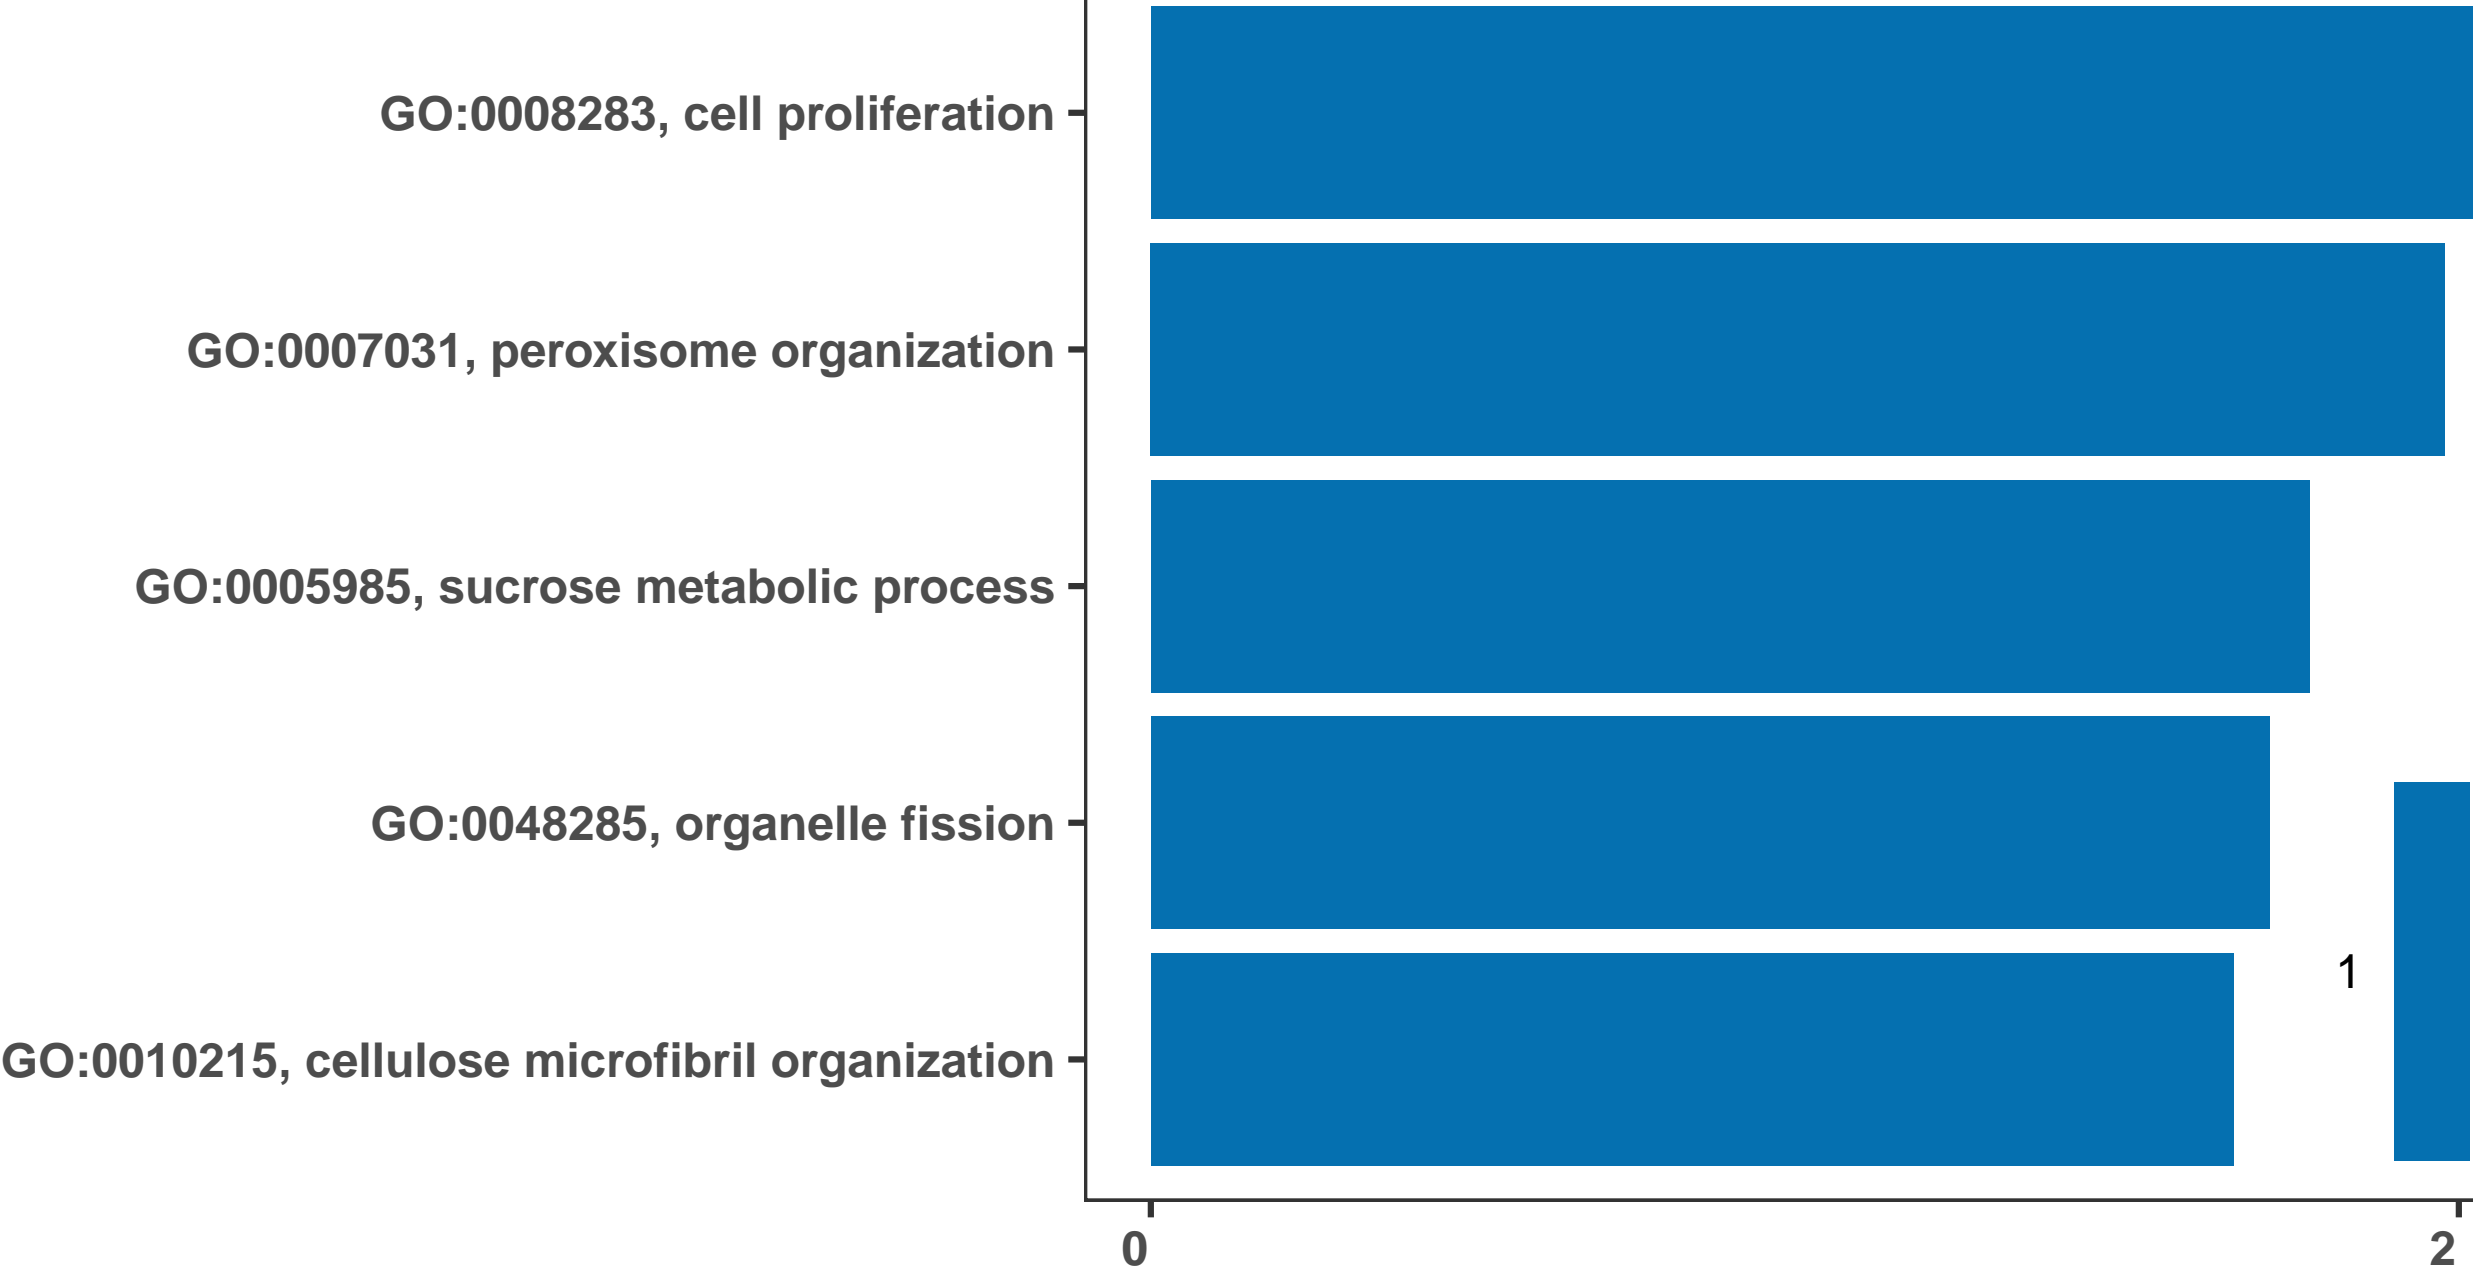 GO:0008283, cell proliferation
GO:0007031, peroxisome organization
GO:0005985, sucrose metabolic process
GO:0048285, organelle fission
1
GO:0010215, cellulose microfibril organization
0 2